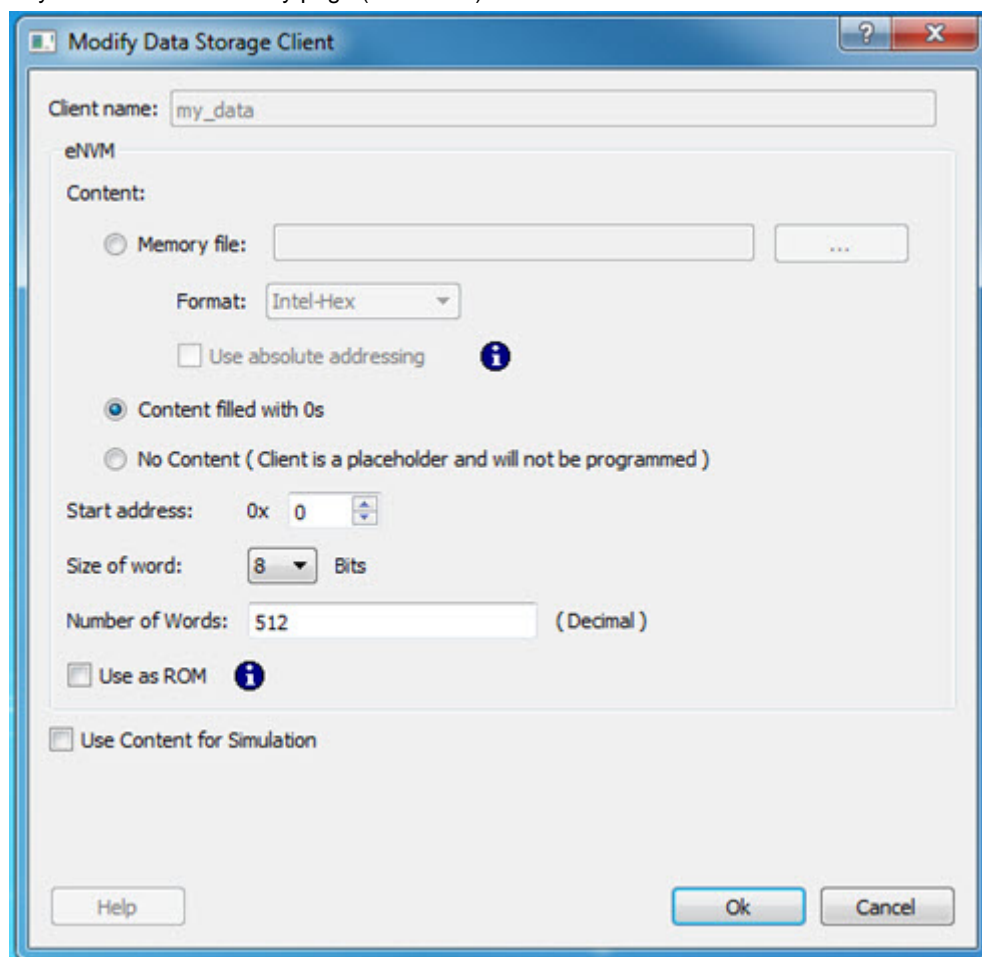 Modify Data Storage Client
Client name: my_data
eNVM
Content:
Memory file: ...
Format: Intel-Hex
Use absolute addressing
Content filled with 0s
No Content ( Client is a placeholder and will not be programmed )
Start address: 0x 0
Size of word: 8 Bits
Number of Words: 512 ( Decimal )
Use as ROM
Use Content for Simulation
Help Ok Cancel